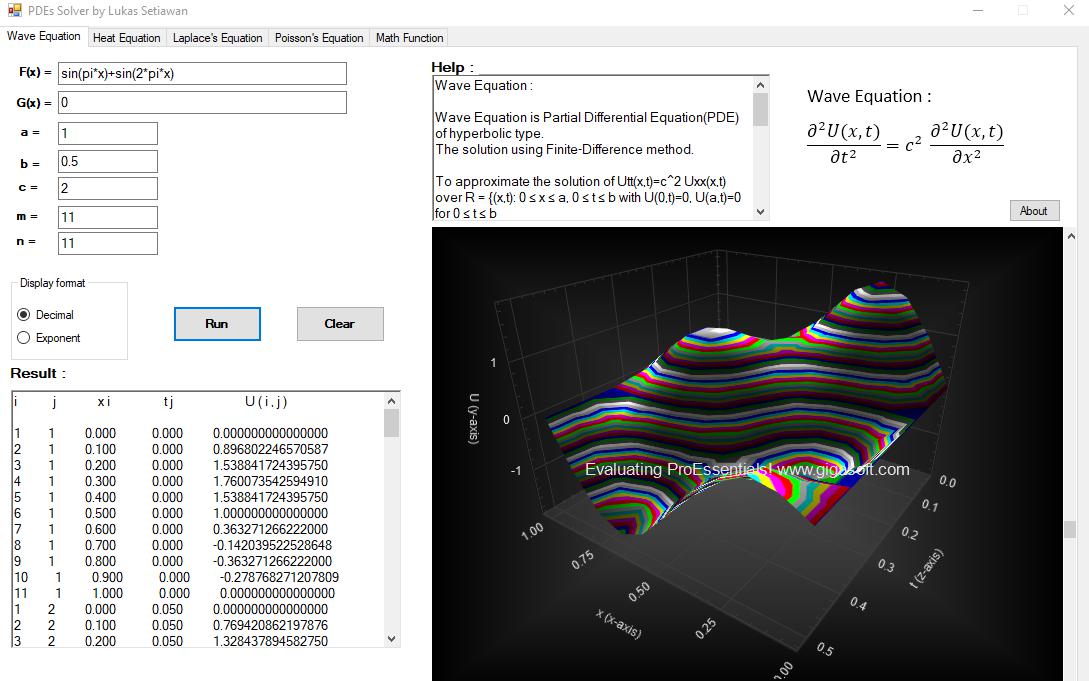 PDEs Solver by Lukas Setiawan
Wave Equation Heat Equation Laplace's Equation Poisson's Equation Math Function
F(x) = sin(pi*x)+sin(2*pi*x)
G(x) = 0
a = 1
b = 0.5
c = 2
m = 11
n = 11
Display format
Decimal
Exponent
Run Clear
Help :
Wave Equation :
Wave Equation is Partial Differential Equation(PDE)
of hyperbolic type.
The solution using Finite-Difference method.
To approximate the solution of Utt(x,t)=c^2 Uxx(x,t)
over R = {(x,t): 0 ≤ x ≤ a, 0 ≤ t ≤ b with U(0,t)=0, U(a,t)=0
for 0 ≤ t ≤ b
Wave Equation :
∂²U(x,t)/∂t² = c² ∂²U(x,t)/∂x²
About
Result :
i j x i t j U ( i , j )
1 1 0.000 0.000 0.000000000000000
2 1 0.100 0.000 0.896802246570587
3 1 0.200 0.000 1.538841724395750
4 1 0.300 0.000 1.760073542594910
5 1 0.400 0.000 1.538841724395750
6 1 0.500 0.000 1.000000000000000
7 1 0.600 0.000 0.363271266222000
8 1 0.700 0.000 -0.142039522528648
9 1 0.800 0.000 -0.363271266222000
10 1 0.900 0.000 -0.278768271207809
11 1 1.000 0.000 0.000000000000000
1 2 0.000 0.050 0.000000000000000
2 2 0.100 0.050 0.769420862197876
3 2 0.200 0.050 1.328437894582750
U (y-axis)
1
0
-1
Evaluating ProEssentials! www.gigasoft.com
1.00
0.75
0.50
0.25
0.00
x (x-axis)
0.0
0.1
0.2
0.3
0.4
0.5
t (z-axis)